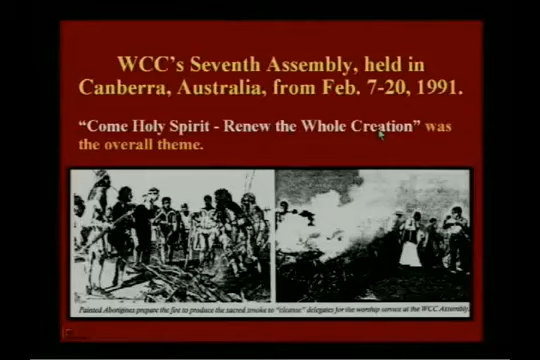 WCC’s Seventh Assembly, held in
Canberra, Australia, from Feb. 7-20, 1991.
“Come Holy Spirit - Renew the Whole Creation” was
the overall theme.
Painted Aborigines prepare the fire to produce the sacred smoke to "cleanse" delegates for the worship service at the WCC Assembly.